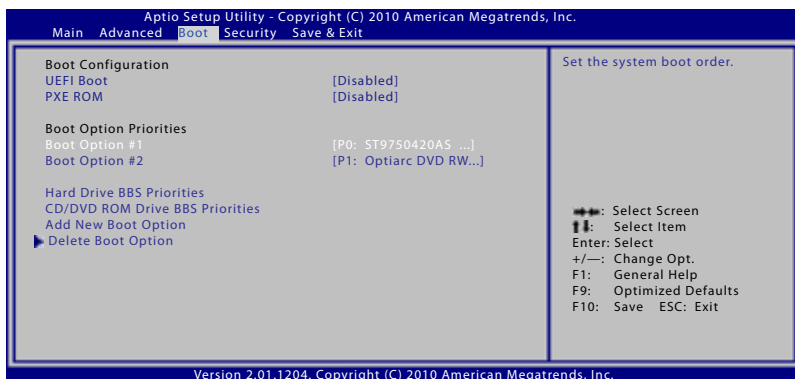 Aptio Setup Utility - Copyright (C) 2010 American Megatrends, Inc.
Main Advanced Boot Security Save & Exit
Boot Configuration
UEFI Boot [Disabled]
PXE ROM [Disabled]
Boot Option Priorities
Boot Option #1 [P0: ST9750420AS ...]
Boot Option #2 [P1: Optiarc DVD RW...]
Hard Drive BBS Priorities
CD/DVD ROM Drive BBS Priorities
Add New Boot Option
Delete Boot Option
Set the system boot order.
→←: Select Screen
↑↓: Select Item
Enter: Select
+/—: Change Opt.
F1: General Help
F9: Optimized Defaults
F10: Save ESC: Exit
Version 2.01.1204. Copyright (C) 2010 American Megatrends, Inc.